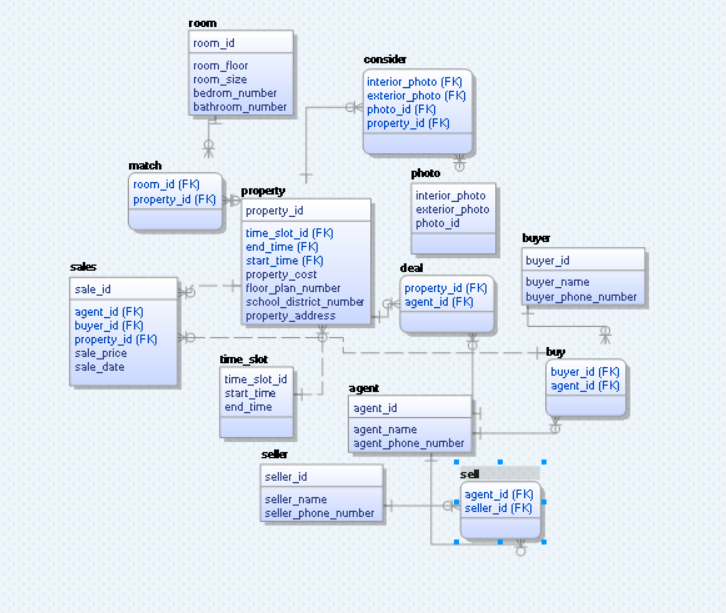 room
room_id
room_floor
room_size
bedrom_number
bathroom_number
consider
interior_photo (FK)
exterior_photo (FK)
photo_id (FK)
property_id (FK)
match
room_id (FK)
property_id (FK)
property
property_id
time_slot_id (FK)
end_time (FK)
start_time (FK)
property_cost
floor_plan_number
school_district_number
property_address
photo
interior_photo
exterior_photo
photo_id
buyer
buyer_id
buyer_name
buyer_phone_number
sales
sale_id
agent_id (FK)
buyer_id (FK)
property_id (FK)
sale_price
sale_date
deal
property_id (FK)
agent_id (FK)
time_slot
time_slot_id
start_time
end_time
buy
buyer_id (FK)
agent_id (FK)
agent
agent_id
agent_name
agent_phone_number
seller
seller_id
seller_name
seller_phone_number
sell
agent_id (FK)
seller_id (FK)